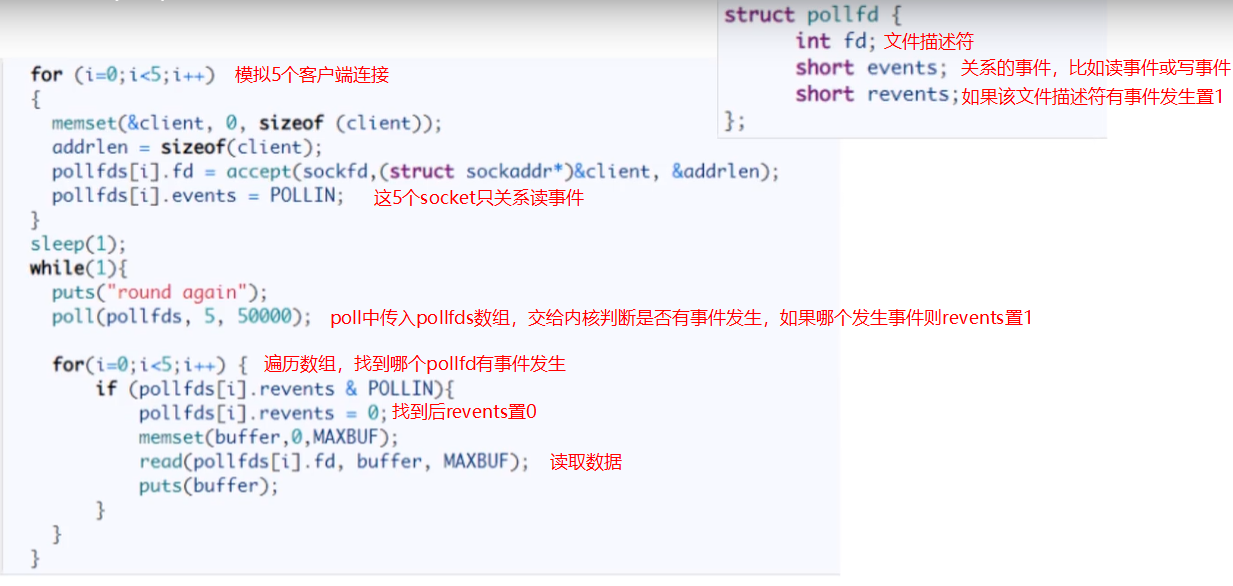 struct pollfd {
int fd; 文件描述符
short events; 关系的事件，比如读事件或写事件
short revents;如果该文件描述符有事件发生置1
};
for (i=0;i<5;i++) 模拟5个客户端连接
{
memset(&client, 0, sizeof (client));
addrlen = sizeof(client);
pollfds[i].fd = accept(sockfd,(struct sockaddr*)&client, &addrlen);
pollfds[i].events = POLLIN; 这5个socket只关系读事件
}
sleep(1);
while(1){
puts("round again");
poll(pollfds, 5, 50000); poll中传入pollfds数组，交给内核判断是否有事件发生，如果哪个发生事件则revents置1
for(i=0;i<5;i++) { 遍历数组，找到哪个pollfd有事件发生
if (pollfds[i].revents & POLLIN){
pollfds[i].revents = 0; 找到后revents置0
memset(buffer,0,MAXBUF);
read(pollfds[i].fd, buffer, MAXBUF); 读取数据
puts(buffer);
}
}
}